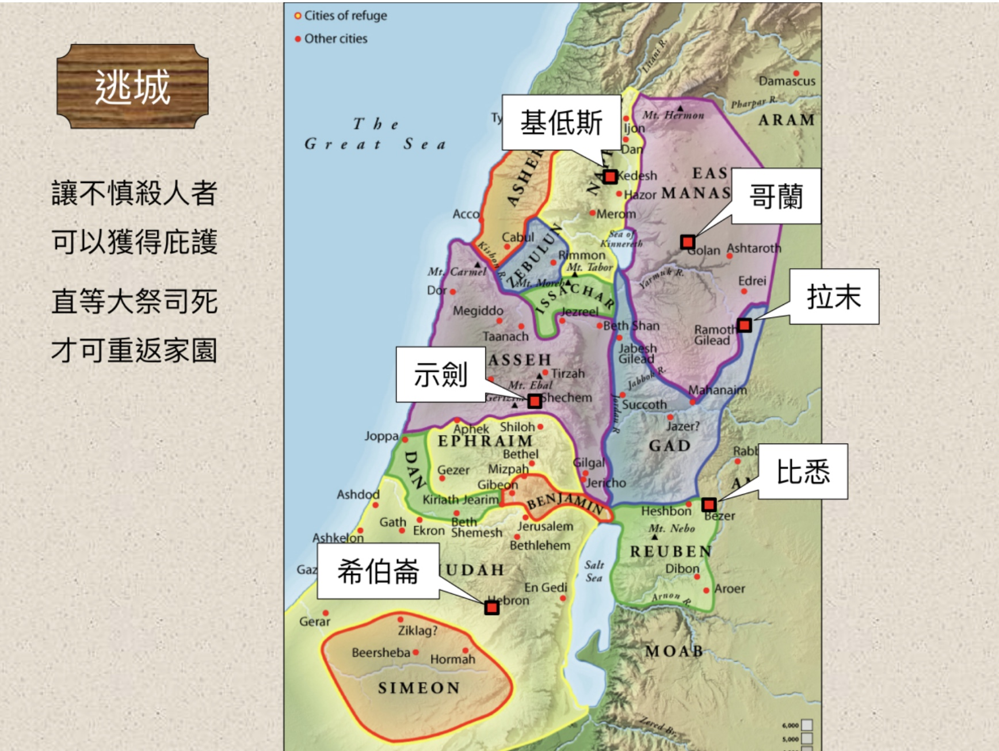 Cities of refuge
Other cities
逃城
讓不慎殺人者
可以獲得庇護
直等大祭司死
才可重返家園
The
Great Sea
Litani R.
Damascus
Pharpar R.
ARAM
Mt. Hermon
基低斯
Ijon
Dan
ASHER
Kedesh
Hazor
哥蘭
Merom
Acco
Cabul
Sea of
Kinnereth
Golan
Ashtaroth
Kishon R.
ZEBULUN
Rimmon
Mt. Tabor
Mt. Carmel
Mt. Moreh
Yarmuk R.
Dor
ISSACHAR
Edrei
拉末
Megiddo
Jezreel
Taanach
Beth Shan
Ramoth
Gilead
Jabesh
Gilead
示劍
Tirzah
Mt. Ebal
Jabbok R.
Shechem
Mahanaim
Succoth
Jordan R.
Aphek
Shiloh
Jazer?
Joppa
EPHRAIM
GAD
DAN
Bethel
Gezer
Mizpah
Gilgal
比悉
Gibeon
Jericho
Ashdod
Kiriath Jearim
BENJAMIN
Heshbon
Bezer
Gath
Ekron
Beth
Shemesh
Jerusalem
Mt. Nebo
Ashkelon
Bethlehem
REUBEN
希伯崙
JUDAH
Salt
Sea
Dibon
En Gedi
Aroer
Hebron
Arnon R.
Gerar
Ziklag?
Beersheba
Hormah
MOAB
SIMEON
Zered Br.
6,000
5,000